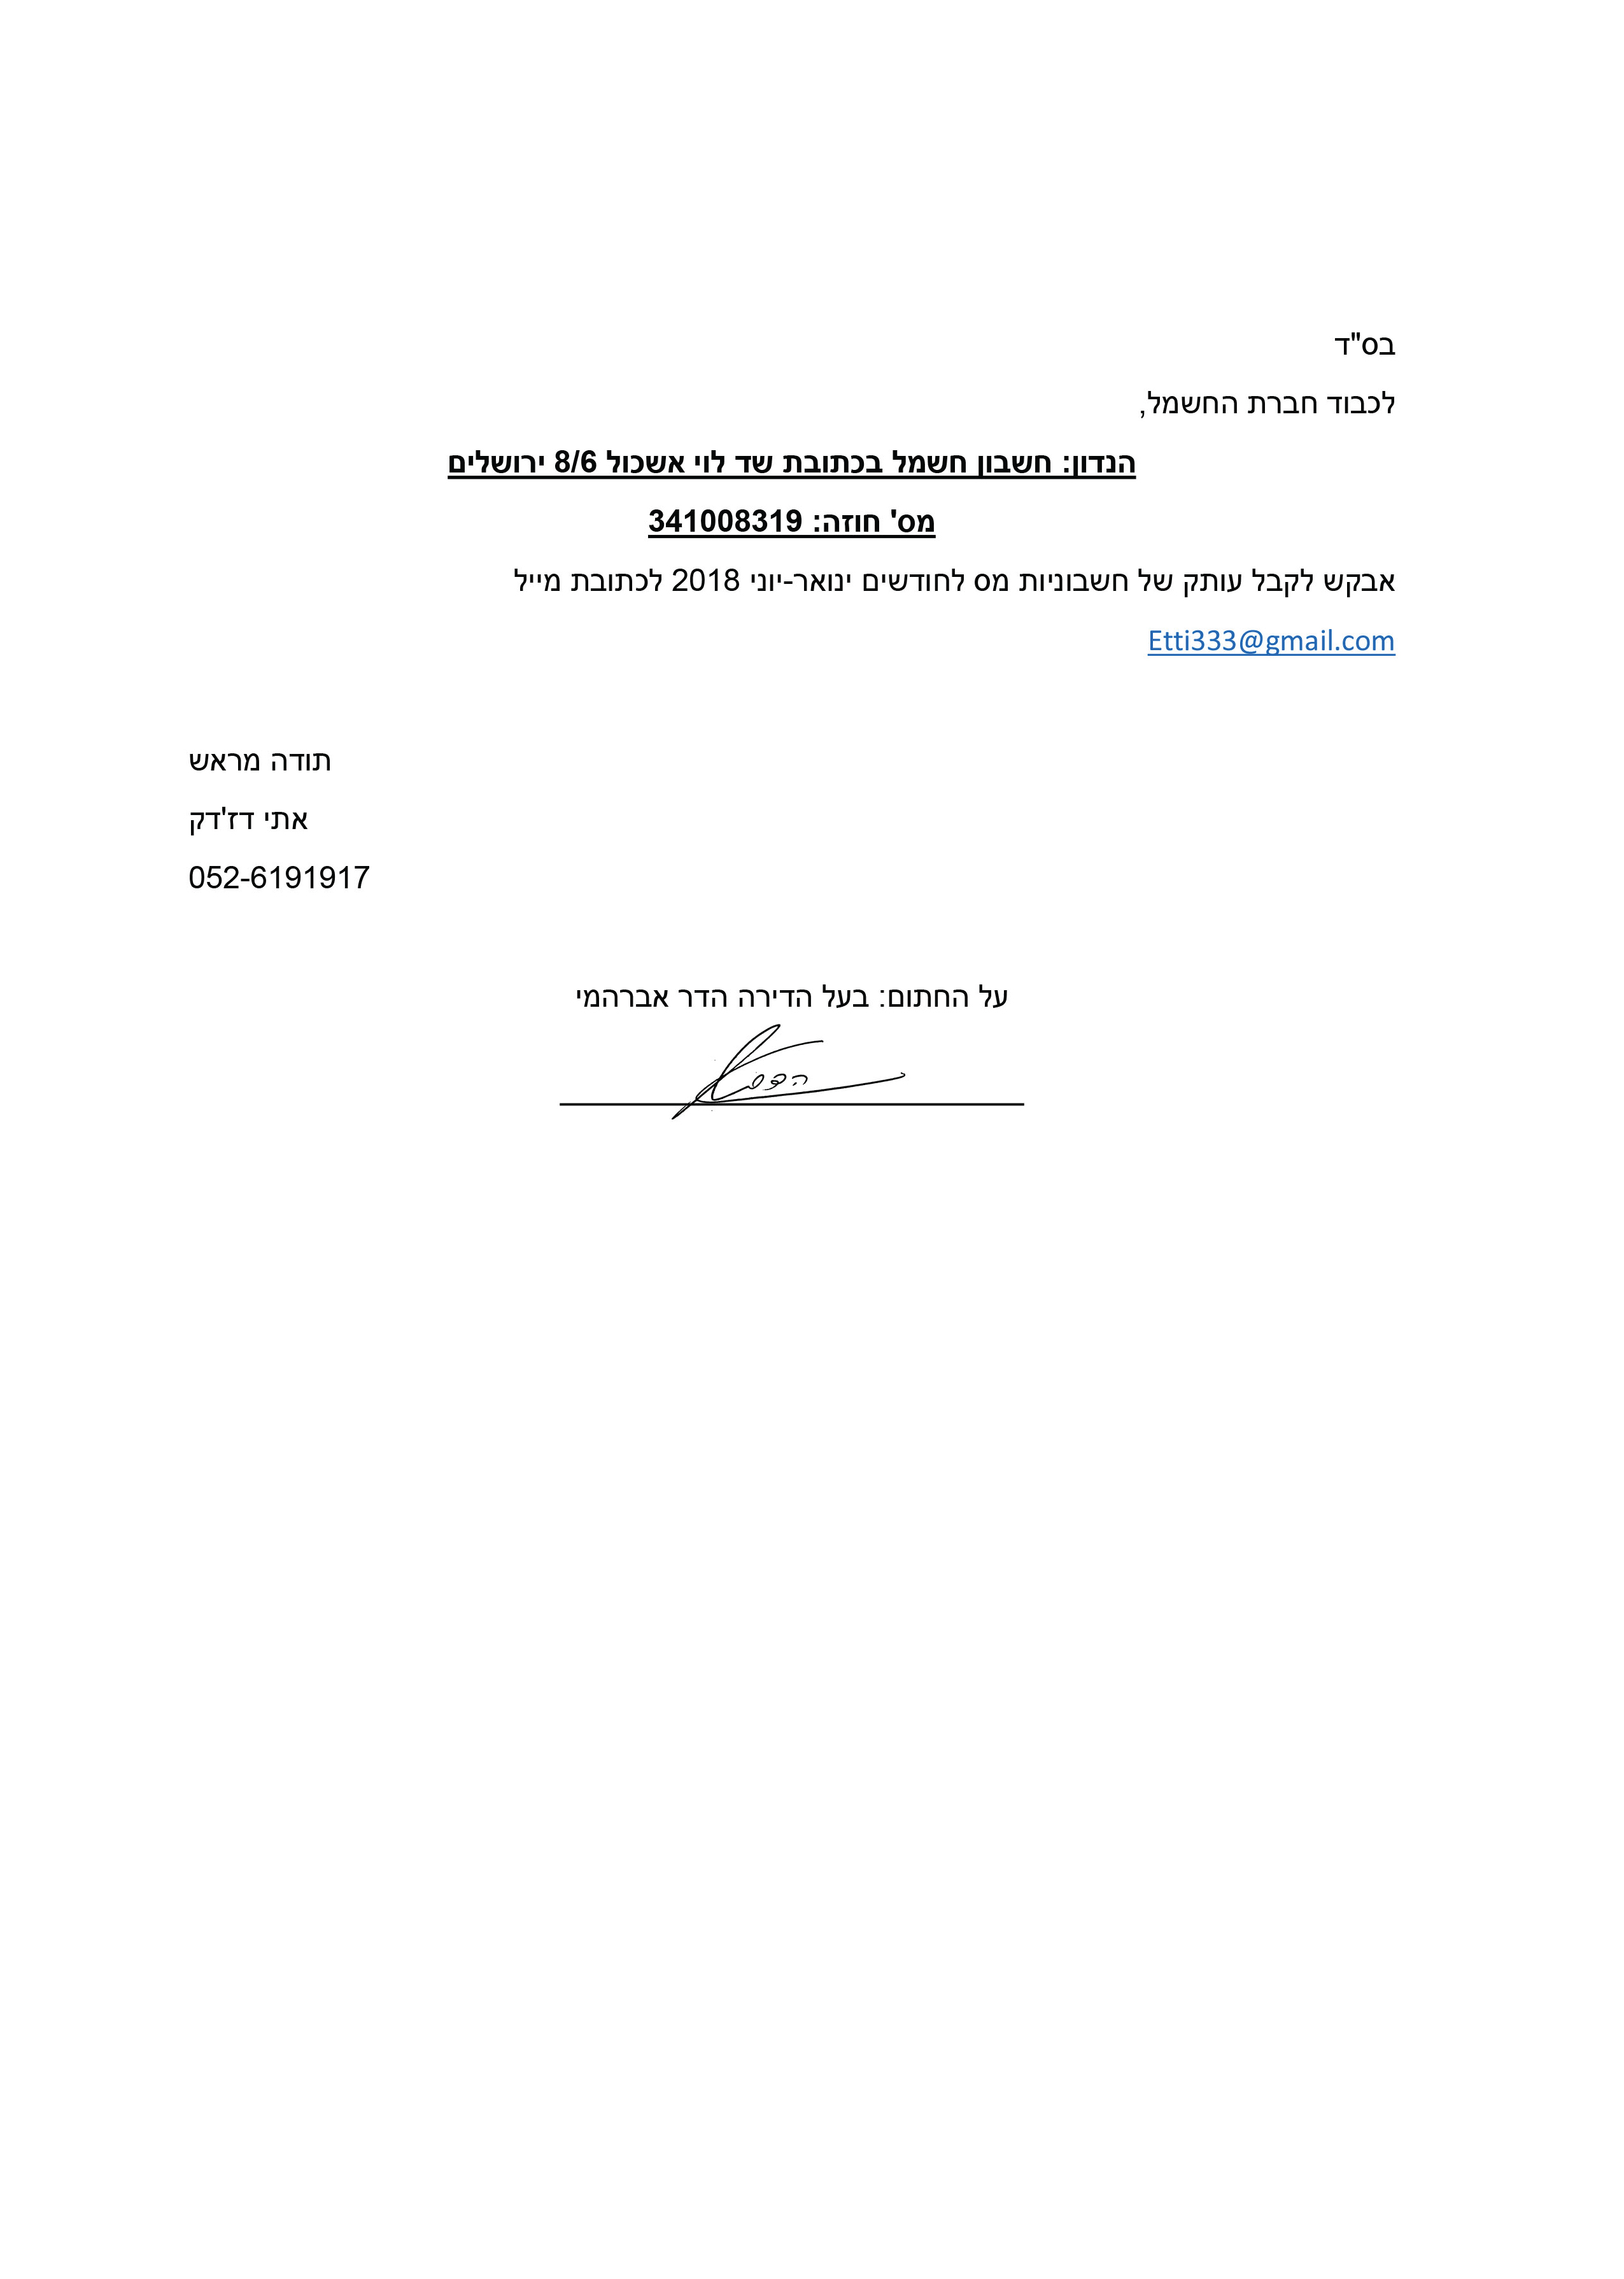 בס"ד
לכבוד חברת החשמל,
הנדון: חשבון חשמל בכתובת שד לוי אשכול 8/6 ירושלים
מס' חוזה: 341008319
אבקש לקבל עותק של חשבוניות מס לחודשים ינואר-יוני 2018 לכתובת מייל
Etti333@gmail.com
תודה מראש
אתי דז'דק
052-6191917
על החתום: בעל הדירה הדר אברהמי